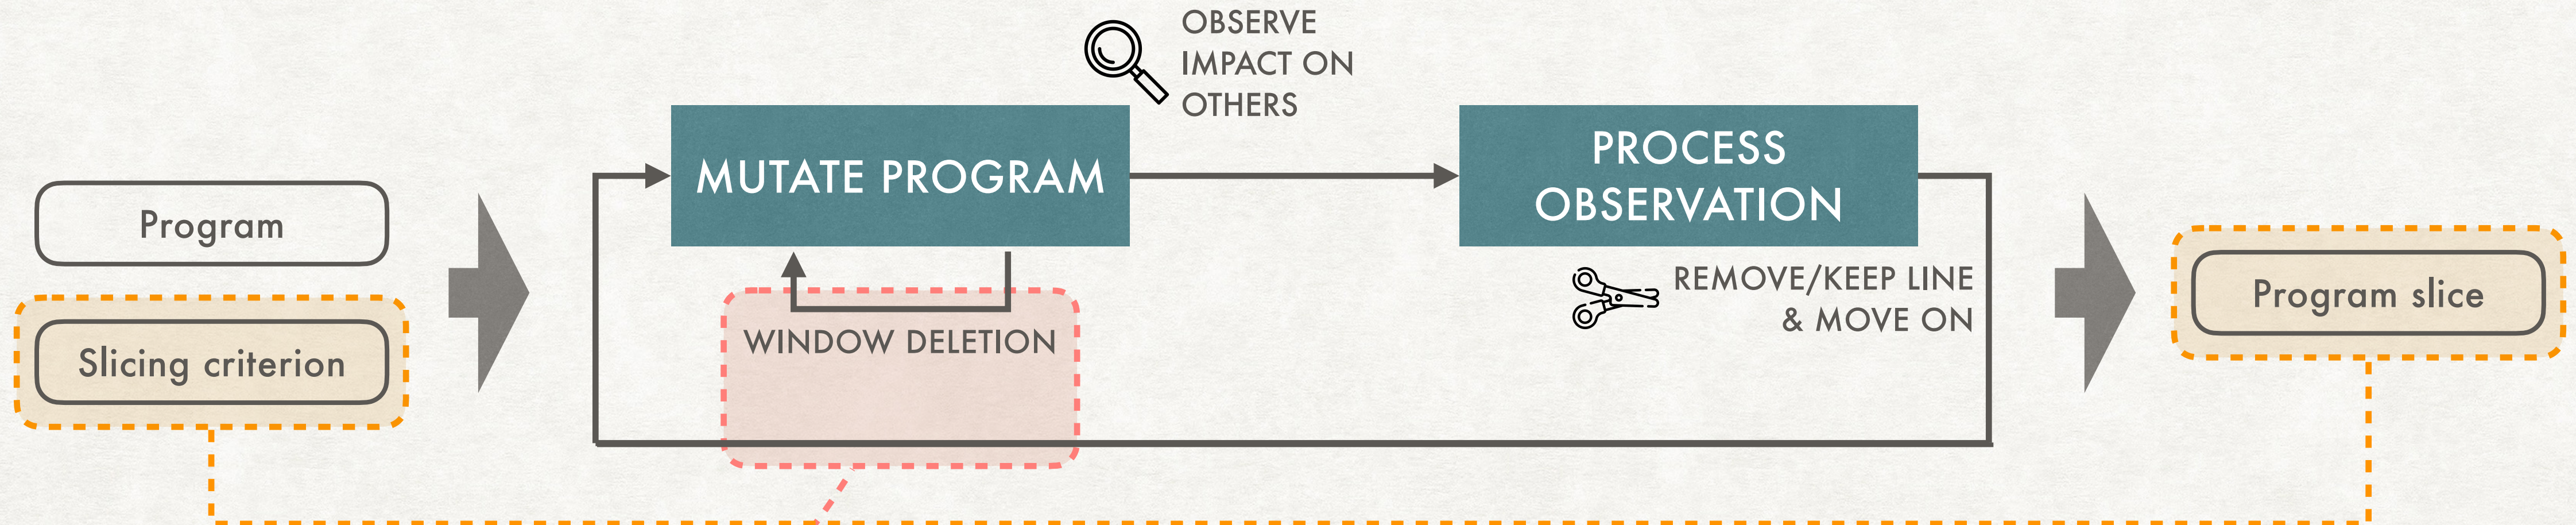 Program
Slicing criterion
OBSERVE
IMPACT ON
OTHERS
MUTATE PROGRAM
WINDOW DELETION
PROCESS
OBSERVATION
REMOVE/KEEP LINE
& MOVE ON
Program slice